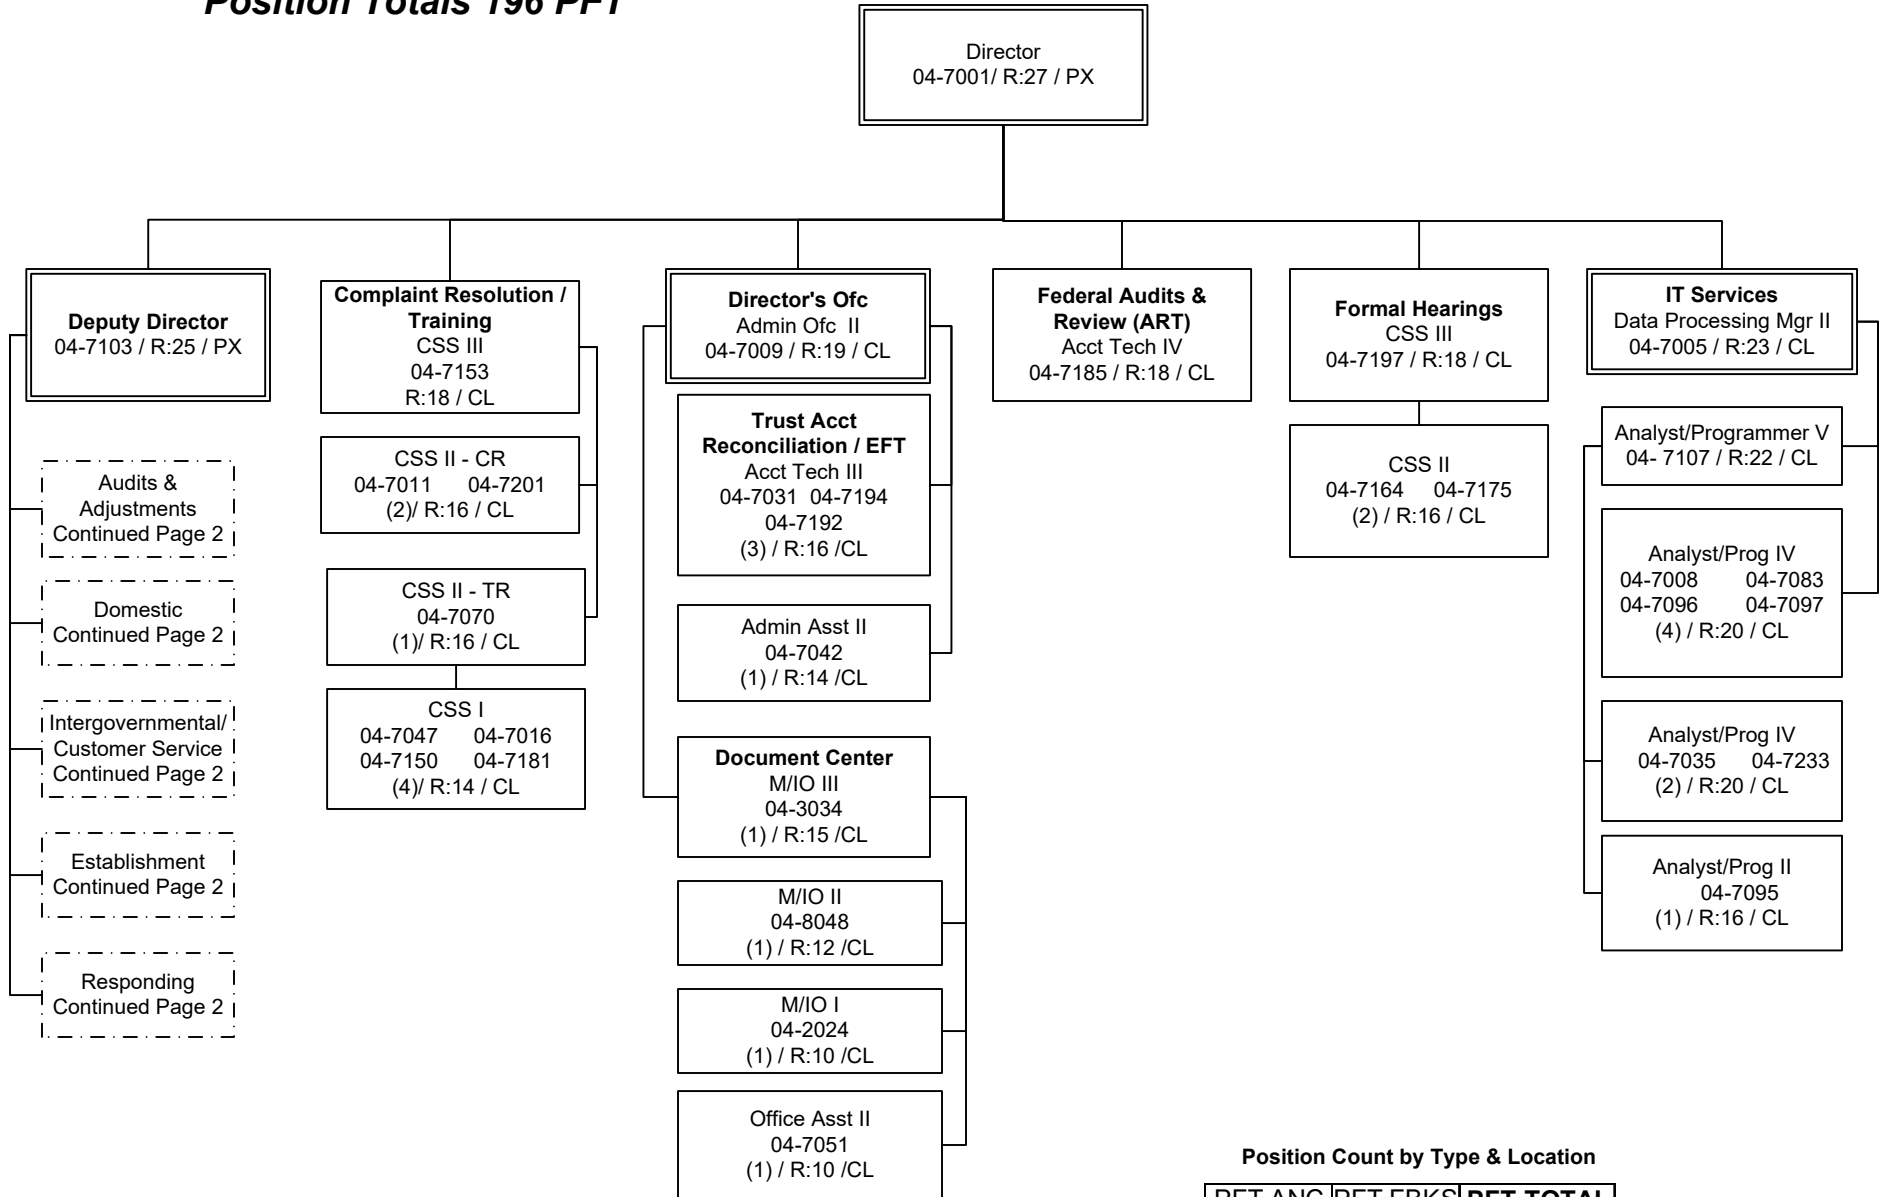 Position Totals 196 PFT
Director
04-7001/ R:27 / PX
Deputy Director
04-7103 / R:25 / PX
Audits &
Adjustments
Continued Page 2
Domestic
Continued Page 2
Intergovernmental/
Customer Service
Continued Page 2
Establishment
Continued Page 2
Responding
Continued Page 2
Complaint Resolution /
Training
CSS III
04-7153
R:18 / CL
CSS II - CR
04-7011 04-7201
(2)/ R:16 / CL
CSS II - TR
04-7070
(1)/ R:16 / CL
CSS I
04-7047 04-7016
04-7150 04-7181
(4)/ R:14 / CL
Director's Ofc
Admin Ofc II
04-7009 / R:19 / CL
Trust Acct
Reconciliation / EFT
Acct Tech III
04-7031 04-7194
04-7192
(3) / R:16 /CL
Admin Asst II
04-7042
(1) / R:14 /CL
Document Center
M/IO III
04-3034
(1) / R:15 /CL
M/IO II
04-8048
(1) / R:12 /CL
M/IO I
04-2024
(1) / R:10 /CL
Office Asst II
04-7051
(1) / R:10 /CL
Federal Audits &
Review (ART)
Acct Tech IV
04-7185 / R:18 / CL
Formal Hearings
CSS III
04-7197 / R:18 / CL
CSS II
04-7164 04-7175
(2) / R:16 / CL
IT Services
Data Processing Mgr II
04-7005 / R:23 / CL
Analyst/Programmer V
04- 7107 / R:22 / CL
Analyst/Prog IV
04-7008 04-7083
04-7096 04-7097
(4) / R:20 / CL
Analyst/Prog IV
04-7035 04-7233
(2) / R:20 / CL
Analyst/Prog II
04-7095
(1) / R:16 / CL
Position Count by Type & Location
PFT ANC PFT FBKS PFT TOTAL